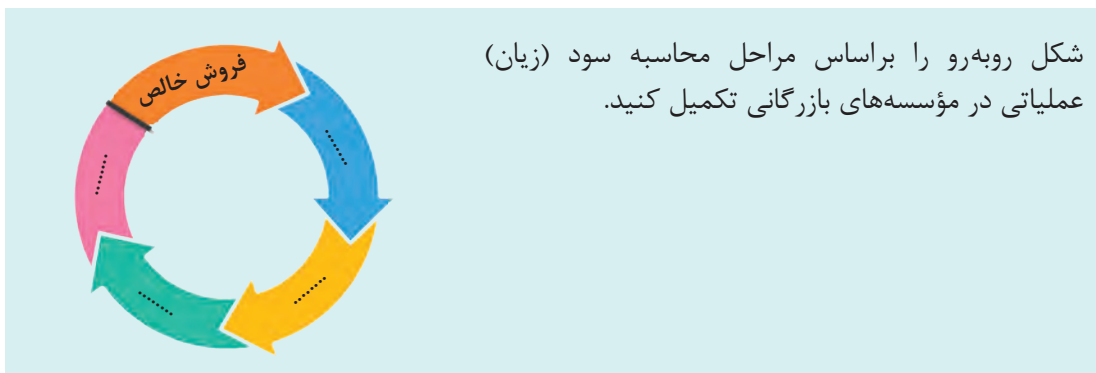 شکل روبه‌رو را براساس مراحل محاسبه سود (زیان)
عملیاتی در مؤسسه‌های بازرگانی تکمیل کنید.
فروش خالص
........
........
........
........